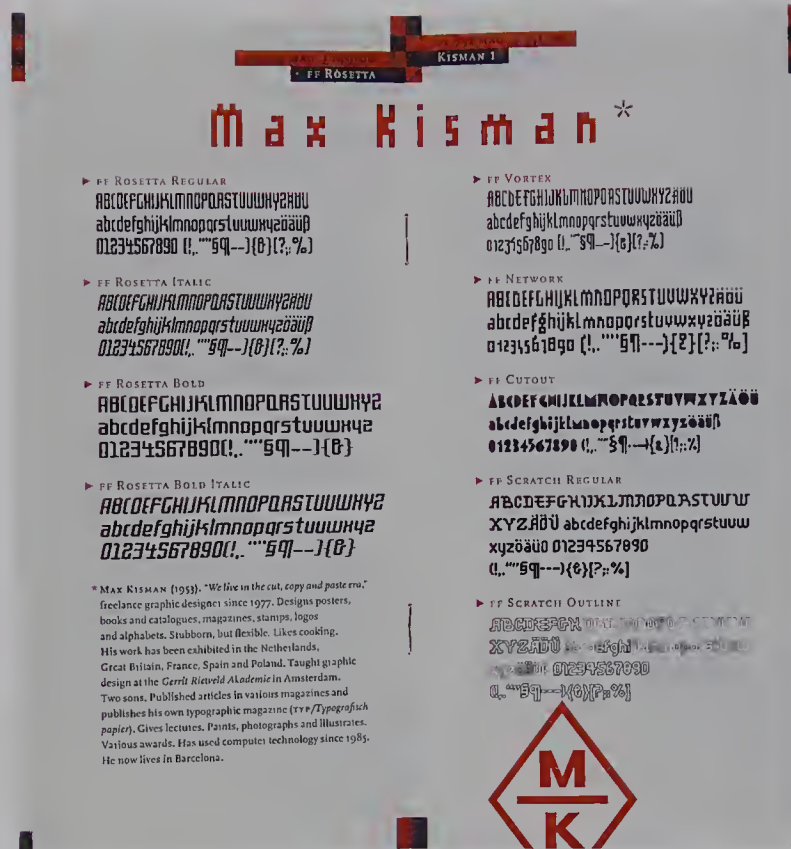 FF ROSETTA
KISMAN 1
Max Kisman*
FF ROSETTA REGULAR
ABCDEFGHIJKLMNOPQRSTUVWXYZÄÖÜ
abcdefghijklmnopqrstuvwxyzöäüß
01234567890 (!,.""§¶--){&}[?;:%]
FF ROSETTA ITALIC
ABCDEFGHIJKLMNOPQRSTUVWXYZÄÖÜ
abcdefghijklmnopqrstuvwxyzöäüß
01234567890(!,.""§¶--){&}[?;:%]
FF ROSETTA BOLD
ABCDEFGHIJKLMNOPQRSTUVWXYZ
abcdefghijklmnopqrstuvwxyz
01234567890(!,.""§¶--){&}
FF ROSETTA BOLD ITALIC
ABCDEFGHIJKLMNOPQRSTUVWXYZ
abcdefghijklmnopqrstuvwxyz
01234567890(!,.""§¶--){&}
* MAX KISMAN (1953). "We live in the cut, copy and paste era,"
freelance graphic designer since 1977. Designs posters,
books and catalogues, magazines, stamps, logos
and alphabets. Stubborn, but flexible. Likes cooking.
His work has been exhibited in the Netherlands,
Great Britain, France, Spain and Poland. Taught graphic
design at the Gerrit Rietveld Akademie in Amsterdam.
Two sons. Published articles in various magazines and
publishes his own typographic magazine (TYP/Typografisch
papier). Gives lectures. Paints, photographs and illustrates.
Various awards. Has used computer technology since 1985.
He now lives in Barcelona.
FF VORTEX
ABCDEFGHIJKLMNOPQRSTUVWXYZÄÖÜ
abcdefghijklmnopqrstuvwxyzöäüß
01234567890 (!,.""§¶--){&}[?;:%]
FF NETWORK
ABCDEFGHIJKLMNOPQRSTUVWXYZÄÖÜ
abcdefghijklmnopqrstuvwxyzöäüß
01234567890 (!,.""§¶---){&}[?;:%]
FF CUTOUT
ABCDEFGHIJKLMNOPQRSTUVWXYZÄÖÜ
abcdefghijklmnopqrstuvwxyzöäüß
01234567890 (!,.""§¶---){&}[?;:%]
FF SCRATCH REGULAR
ABCDEFGHIJKLMNOPQRSTUVW
XYZÄÖÜ abcdefghijklmnopqrstuvw
xyzöäüß 01234567890
(!,.""§¶---){&}[?;:%]
FF SCRATCH OUTLINE
ABCDEFGH
XYZÄÖÜ
01234567890
(!,.""§¶---){&}[?;:%]
M
K